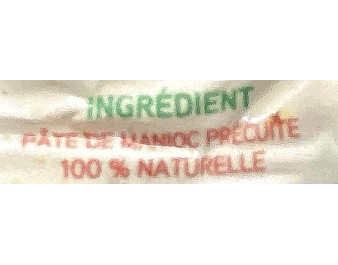 INGRÉDIENT
PÂTE DE MANIOC PRÉCUITE
100 % NATURELLE